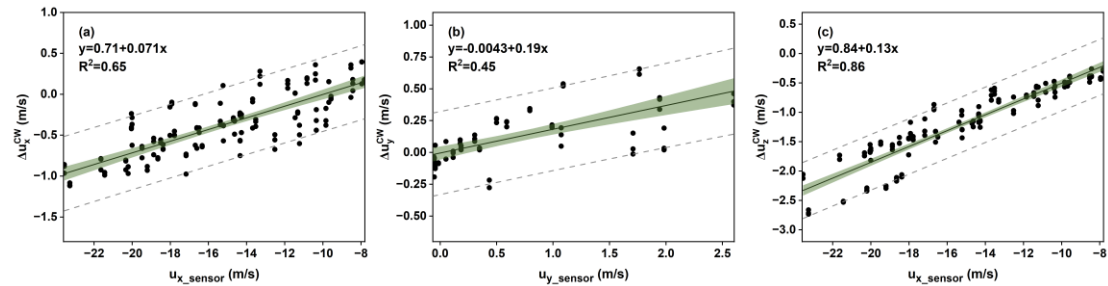 (a)
y=0.71+0.071x
R²=0.65
1.0
0.5
0.0
−0.5
−1.0
−1.5
Δu_x^CW (m/s)
−22 −20 −18 −16 −14 −12 −10 −8
u_x_sensor (m/s)
(b)
y=-0.0043+0.19x
R²=0.45
1.00
0.75
0.50
0.25
0.00
0.25
0.50
Δu_y^CW (m/s)
0.0 0.5 1.0 1.5 2.0 2.5
u_y_sensor (m/s)
(c)
y=0.84+0.13x
R²=0.86
0.5
0.0
−0.5
−1.0
−1.5
−2.0
−2.5
−3.0
Δu_z^CW (m/s)
−22 −20 −18 −16 −14 −12 −10 −8
u_x_sensor (m/s)